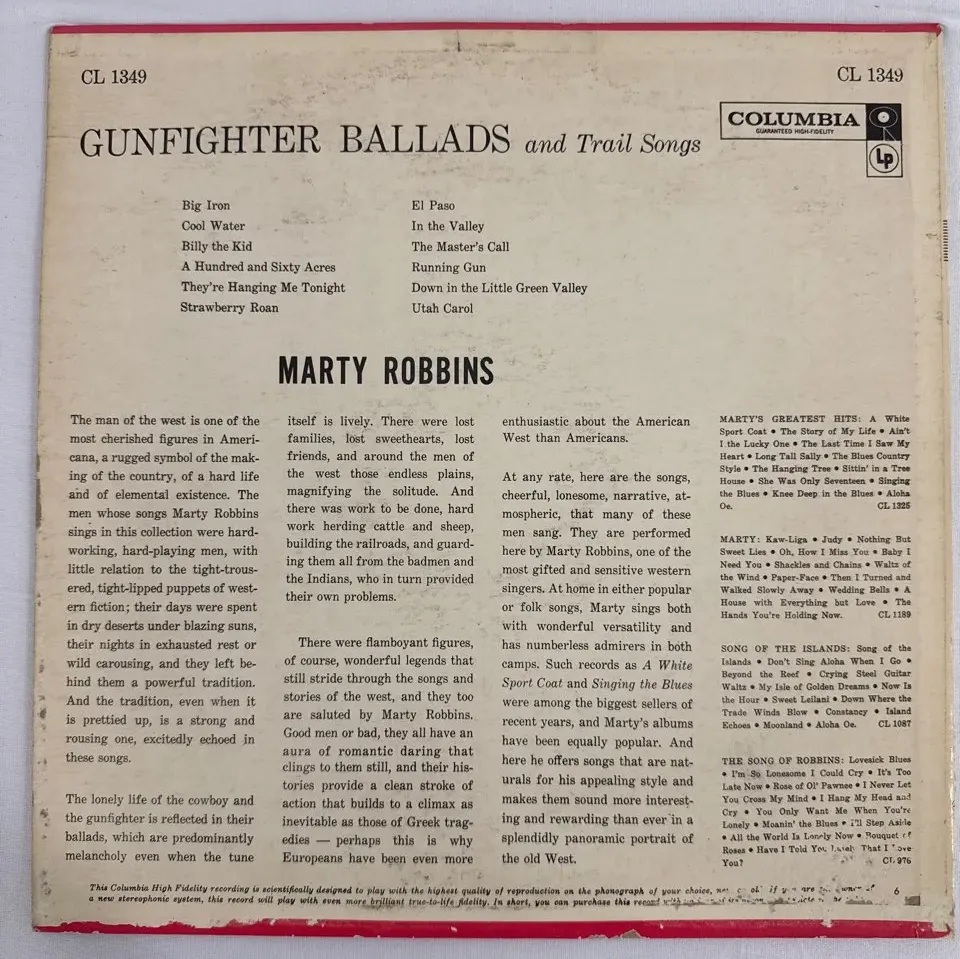 CL 1349
CL 1349
COLUMBIA
GUARANTEED HIGH-FIDELITY
Lp
GUNFIGHTER BALLADS and Trail Songs
Big Iron
Cool Water
Billy the Kid
A Hundred and Sixty Acres
They're Hanging Me Tonight
Strawberry Roan
El Paso
In the Valley
The Master's Call
Running Gun
Down in the Little Green Valley
Utah Carol
MARTY ROBBINS
The man of the west is one of the
most cherished figures in Ameri-
cana, a rugged symbol of the mak-
ing of the country, of a hard life
and of elemental existence. The
men whose songs Marty Robbins
sings in this collection were hard-
working, hard-playing men, with
little relation to the tight-trous-
ered, tight-lipped puppets of west-
ern fiction; their days were spent
in dry deserts under blazing suns,
their nights in exhausted rest or
wild carousing, and they left be-
hind them a powerful tradition.
And the tradition, even when it
is prettied up, is a strong and
rousing one, excitedly echoed in
these songs.
The lonely life of the cowboy and
the gunfighter is reflected in their
ballads, which are predominantly
melancholy even when the tune
itself is lively. There were lost
families, lost sweethearts, lost
friends, and around the men of
the west those endless plains,
magnifying the solitude. And
there was work to be done, hard
work herding cattle and sheep,
building the railroads, and guard-
ing them all from the badmen and
the Indians, who in turn provided
their own problems.
There were flamboyant figures,
of course, wonderful legends that
still stride through the songs and
stories of the west, and they too
are saluted by Marty Robbins.
Good men or bad, they all have an
aura of romantic daring that
clings to them still, and their his-
tories provide a clean stroke of
action that builds to a climax as
inevitable as those of Greek trag-
edies — perhaps this is why
Europeans have been even more
enthusiastic about the American
West than Americans.
At any rate, here are the songs,
cheerful, lonesome, narrative, at-
mospheric, that many of these
men sang. They are performed
here by Marty Robbins, one of the
most gifted and sensitive western
singers. At home in either popular
or folk songs, Marty sings both
with wonderful versatility and
has numberless admirers in both
camps. Such records as A White
Sport Coat and Singing the Blues
were among the biggest sellers of
recent years, and Marty's albums
have been equally popular. And
here he offers songs that are nat-
urals for his appealing style and
makes them sound more interest-
ing and rewarding than ever in a
splendidly panoramic portrait of
the old West.
MARTY'S GREATEST HITS: A White
Sport Coat • The Story of My Life • Ain't
I the Lucky One • The Last Time I Saw My
Heart • Long Tall Sally • The Blues Country
Style • The Hanging Tree • Sittin' in a Tree
House • She Was Only Seventeen • Singing
the Blues • Knee Deep in the Blues • Aloha
Oe. CL 1325
MARTY: Kaw-Liga • Judy • Nothing But
Sweet Lies • Oh, How I Miss You • Baby I
Need You • Shackles and Chains • Waltz of
the Wind • Paper-Face • Then I Turned and
Walked Slowly Away • Wedding Bells • A
House with Everything but Love • The
Hands You're Holding Now. CL 1189
SONG OF THE ISLANDS: Song of the
Islands • Don't Sing Aloha When I Go •
Beyond the Reef • Crying Steel Guitar
Waltz • My Isle of Golden Dreams • Now Is
the Hour • Sweet Leilani • Down Where the
Trade Winds Blow • Constancy • Island
Echoes • Moonland • Aloha Oe. CL 1087
THE SONG OF ROBBINS: Lovesick Blues
• I'm So Lonesome I Could Cry • It's Too
Late Now • Rose of Ol' Pawnee • I Never Let
You Cross My Mind • I Hang My Head and
Cry • You Only Want Me When You're
Lonely • Moanin' the Blues • I'll Step Aside
• All the World Is Lonely Now • Bouquet of
Roses • Have I Told You Lately That I Love
You? CL 976
This Columbia High Fidelity recording is scientifically designed to play with the highest quality of reproduction on the phonograph of your choice, if you are owner of
6
a new stereophonic system, this record will play with even more brilliant true-to-life fidelity. In short, you can purchase this record